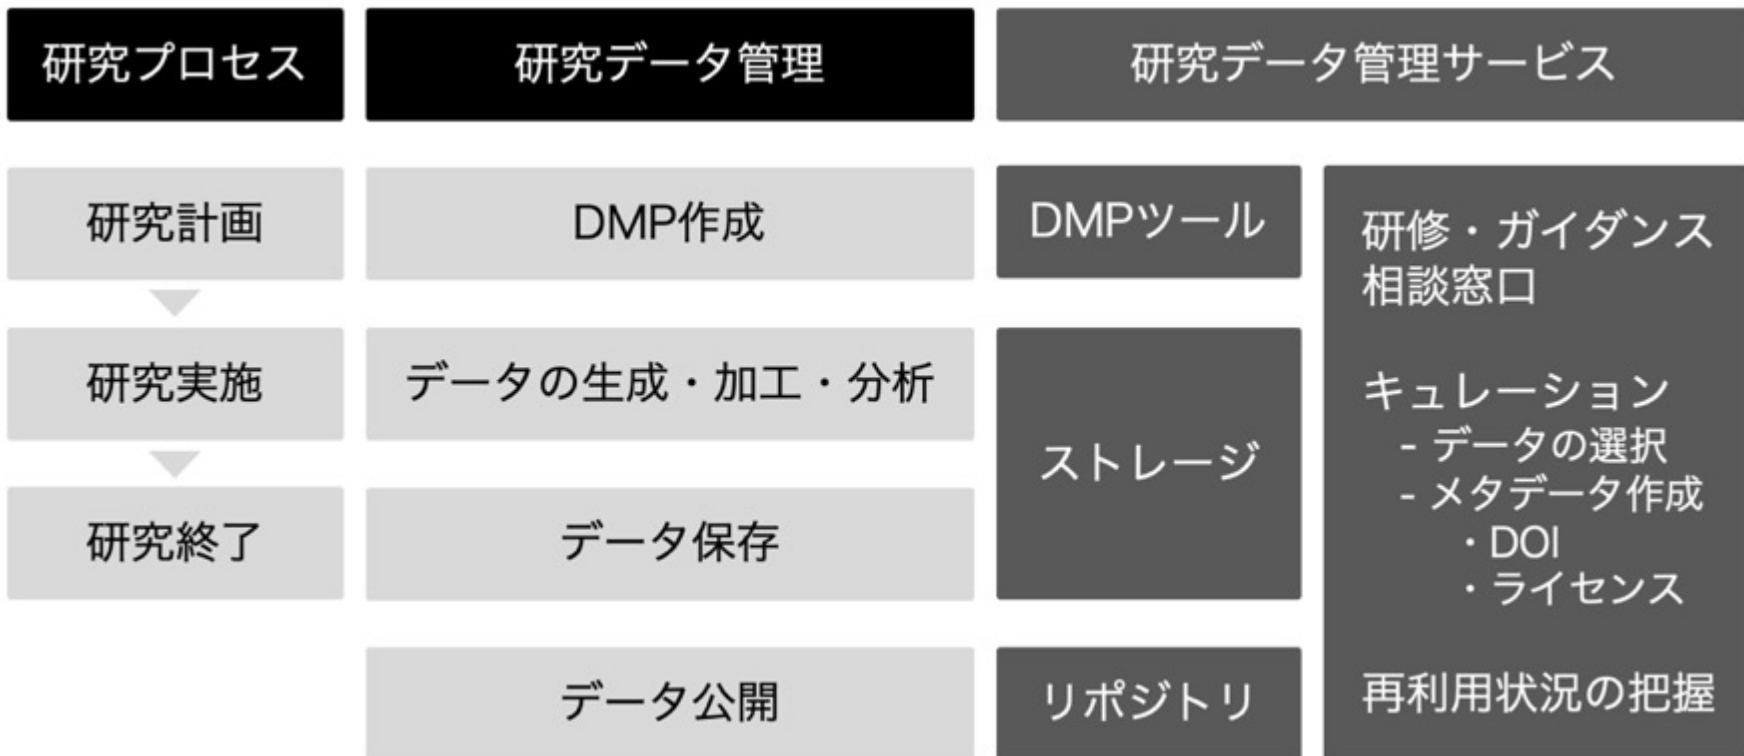 研究プロセス
研究データ管理
研究データ管理サービス
研究計画
DMP作成
DMPツール
研究実施
データの生成・加工・分析
ストレージ
研究終了
データ保存
データ公開
リポジトリ
研修・ガイダンス
相談窓口
キュレーション
- データの選択
- メタデータ作成
・DOI
・ライセンス
再利用状況の把握